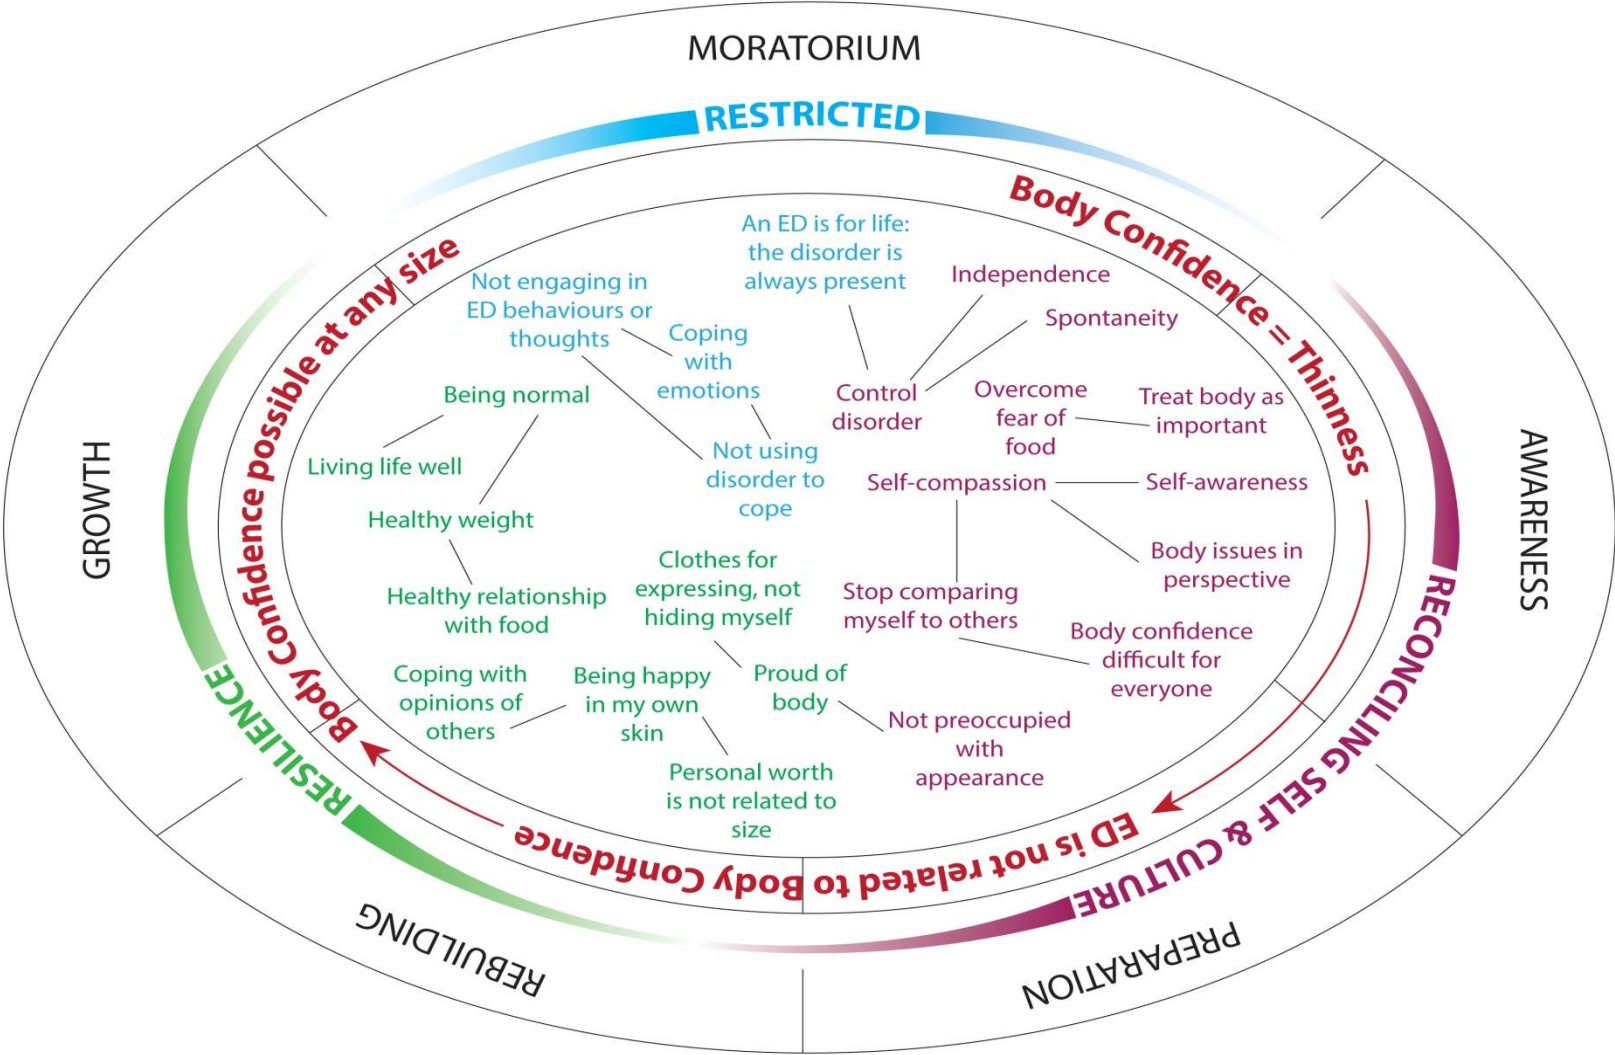 MORATORIUM
RESTRICTED
Body Confidence = Thinness
An ED is for life:
the disorder is
always present
Independence
Spontaneity
Not engaging in
ED behaviours or
thoughts
Coping
with
emotions
Not using
disorder to
cope
Control
disorder
Overcome
fear of
food
Treat body as
important
Being normal
Living life well
Healthy weight
Healthy relationship
with food
Self-compassion
Self-awareness
Body issues in
perspective
Stop comparing
myself to others
Body confidence
difficult for
everyone
Clothes for
expressing, not
hiding myself
Proud of
body
Not preoccupied
with
appearance
Coping with
opinions of
others
Being happy
in my own
skin
Personal worth
is not related to
size
AWARENESS
RECONCILING SELF & CULTURE
PREPARATION
ED is not related to Body Confidence
REBUILDING
RESILIENCE
Body Confidence possible at any size
GROWTH